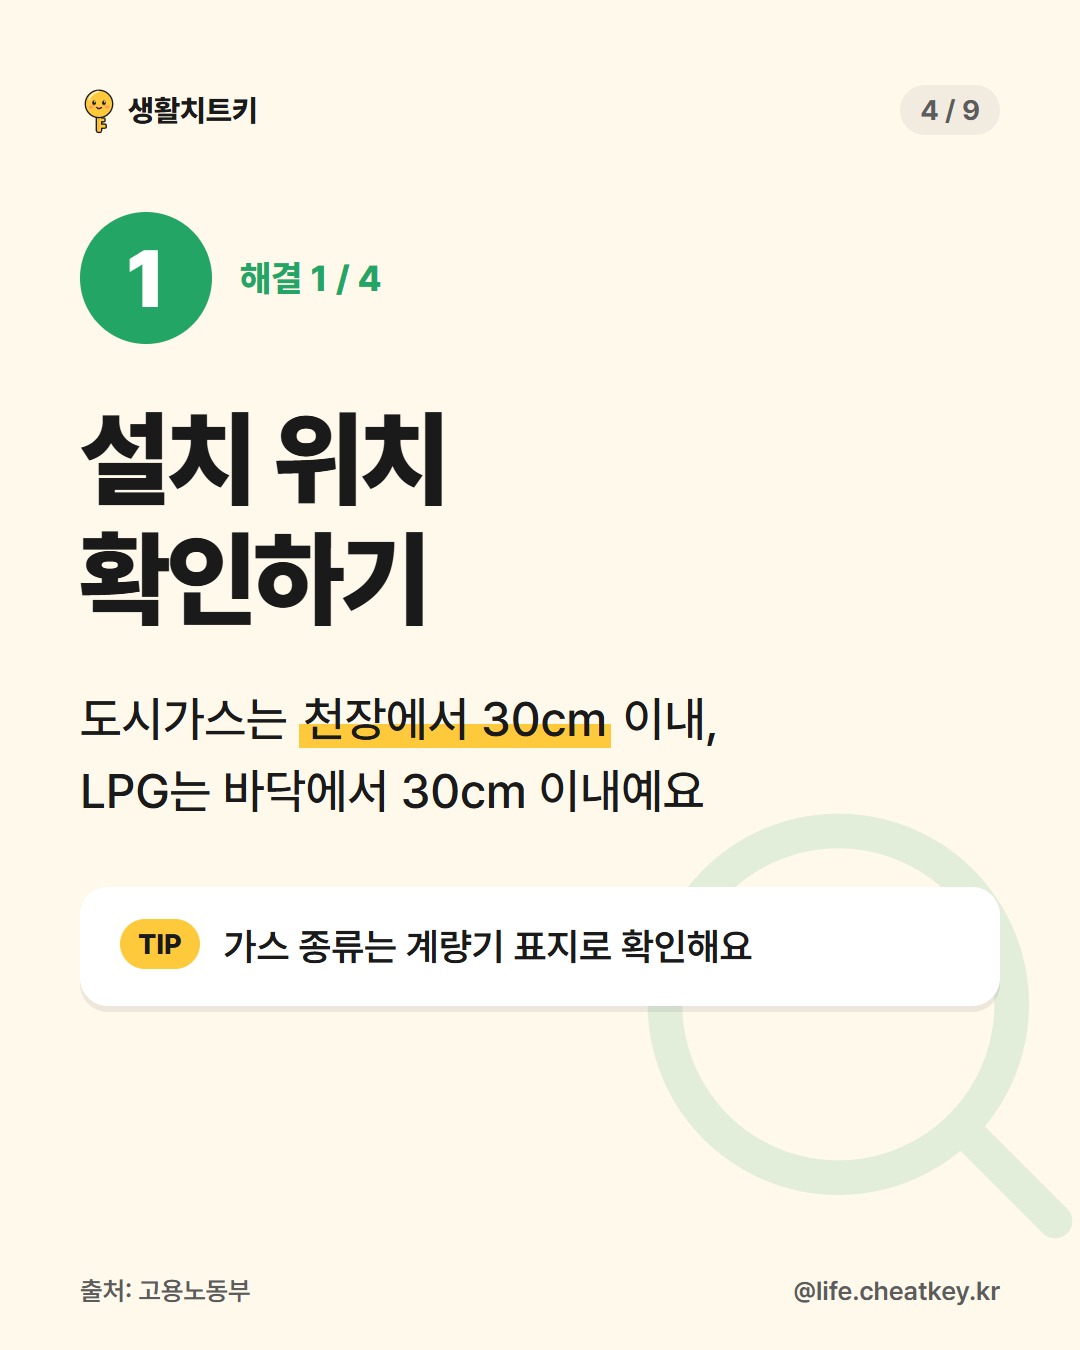 생활치트키
4 / 9
1
해결 1 / 4
설치 위치
확인하기
도시가스는 천장에서 30cm 이내,
LPG는 바닥에서 30cm 이내예요
TIP 가스 종류는 계량기 표지로 확인해요
출처: 고용노동부
@life.cheatkey.kr